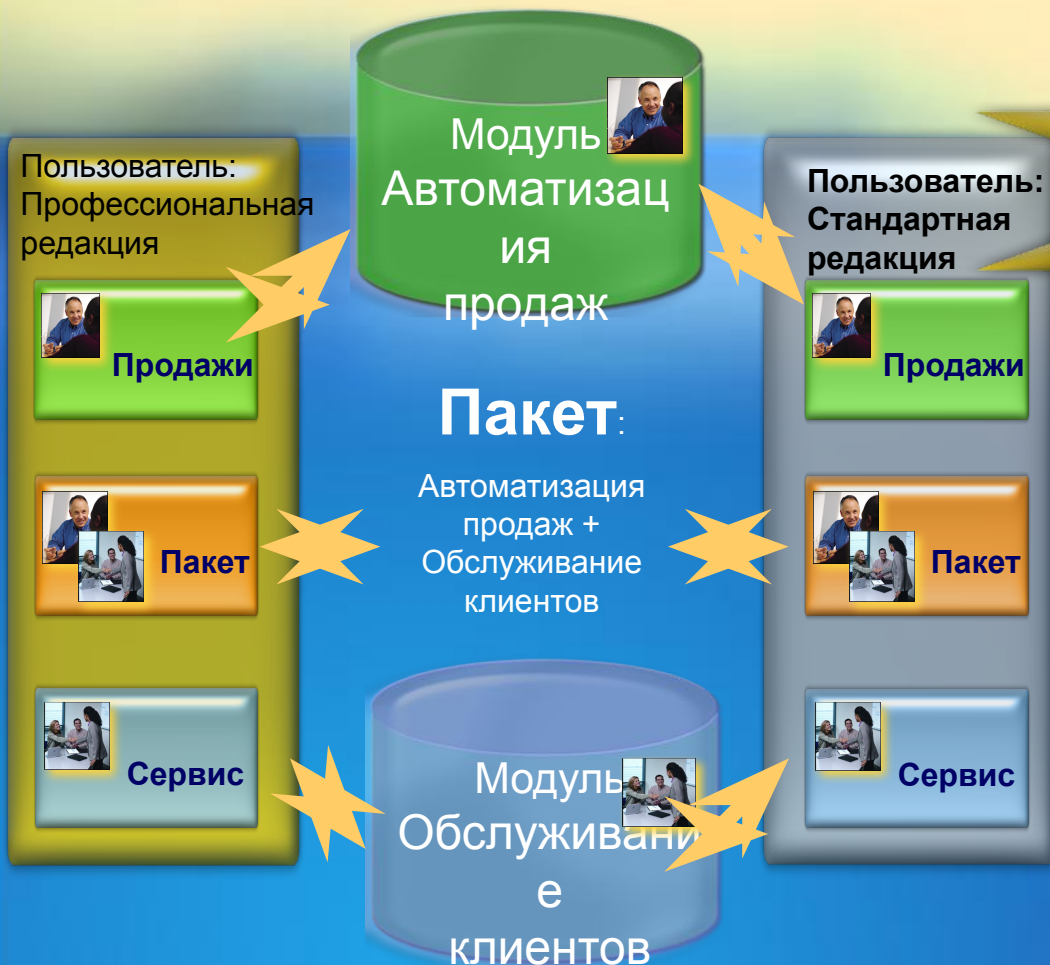 Модуль
Автоматизац
ия
продаж
Пользователь:
Профессиональная
редакция
Продажи
Пакет
Сервис
Пакет:
Автоматизация
продаж +
Обслуживание
клиентов
Модуль
Обслуживани
е
клиентов
Пользователь:
Стандартная
редакция
Продажи
Пакет
Сервис